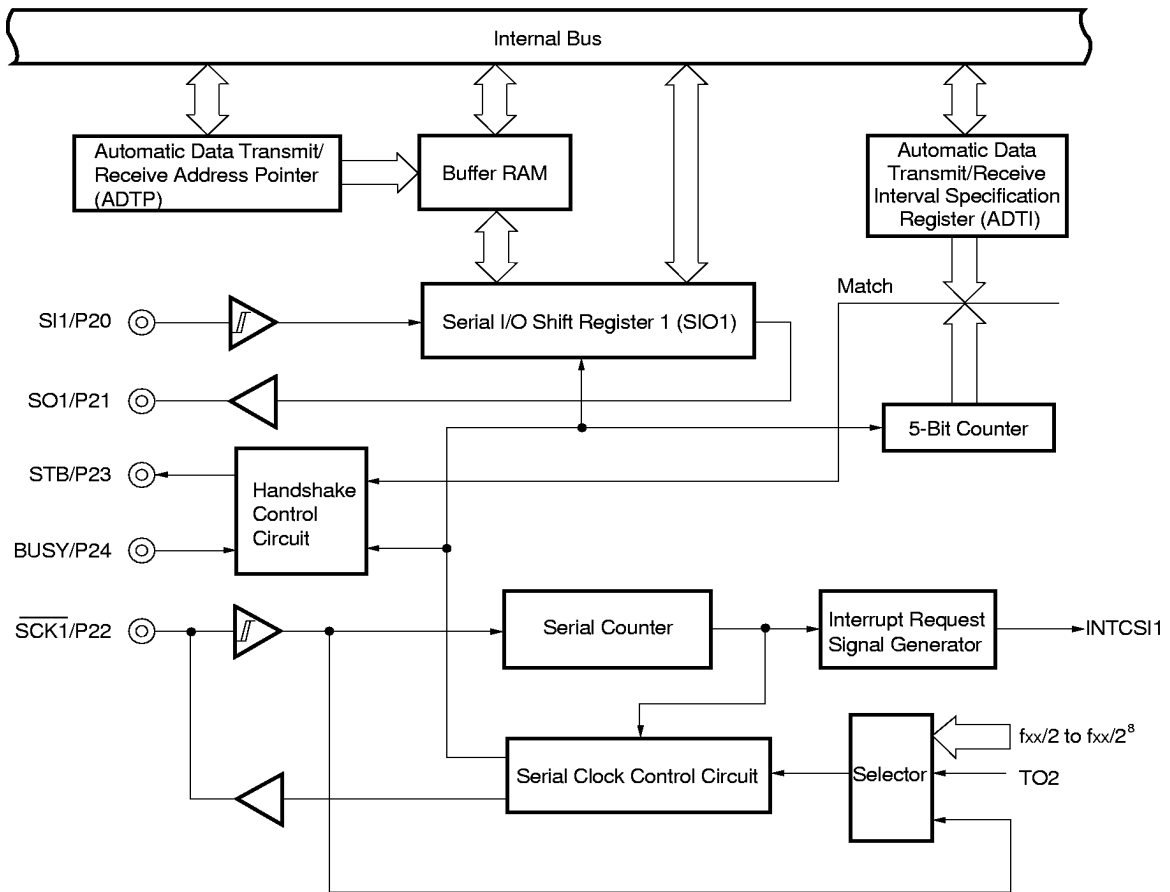 Internal Bus
Automatic Data Transmit/
Receive Address Pointer
(ADTP)
Buffer RAM
Automatic Data
Transmit/Receive
Interval Specification
Register (ADTI)
Match
SI1/P20
Serial I/O Shift Register 1 (SIO1)
SO1/P21
5-Bit Counter
STB/P23
Handshake
Control
Circuit
BUSY/P24
S̅C̅K̅1̅/P22
Serial Counter
Interrupt Request
Signal Generator
INTCSI1
fxx/2 to fxx/2⁸
Serial Clock Control Circuit
Selector
TO2